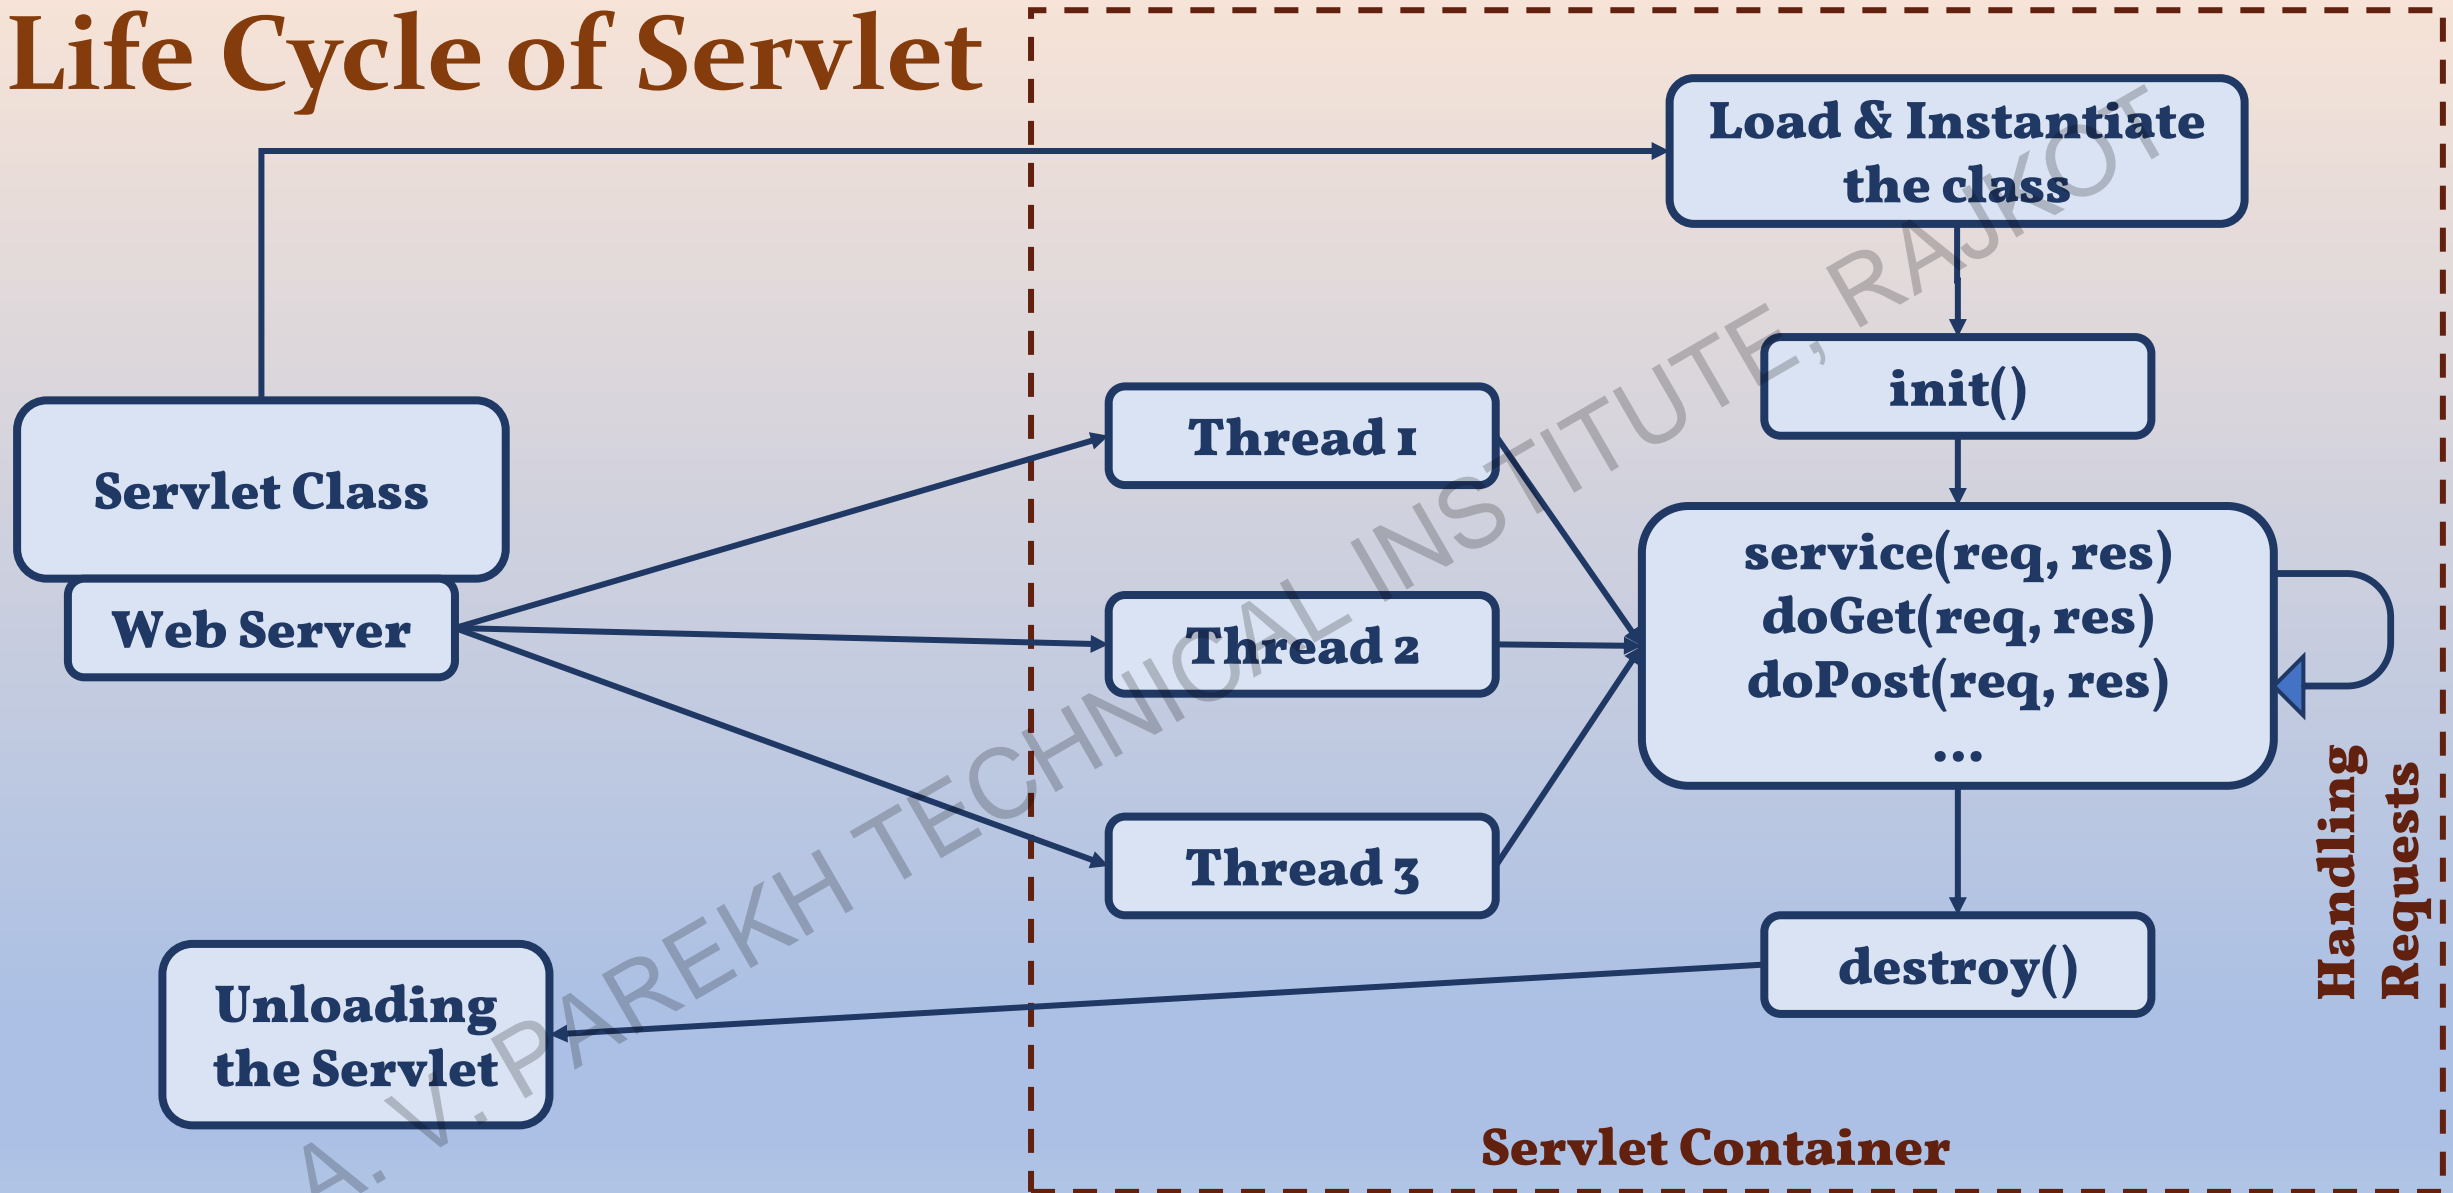 Life Cycle of Servlet
Load & Instantiate
the class
init()
Servlet Class
Web Server
Thread 1
Thread 2
Thread 3
service(req, res)
doGet(req, res)
doPost(req, res)
...
Handling
Requests
destroy()
Unloading
the Servlet
Servlet Container
A. V. PAREKH TECHNICAL INSTITUTE, RAJKOT